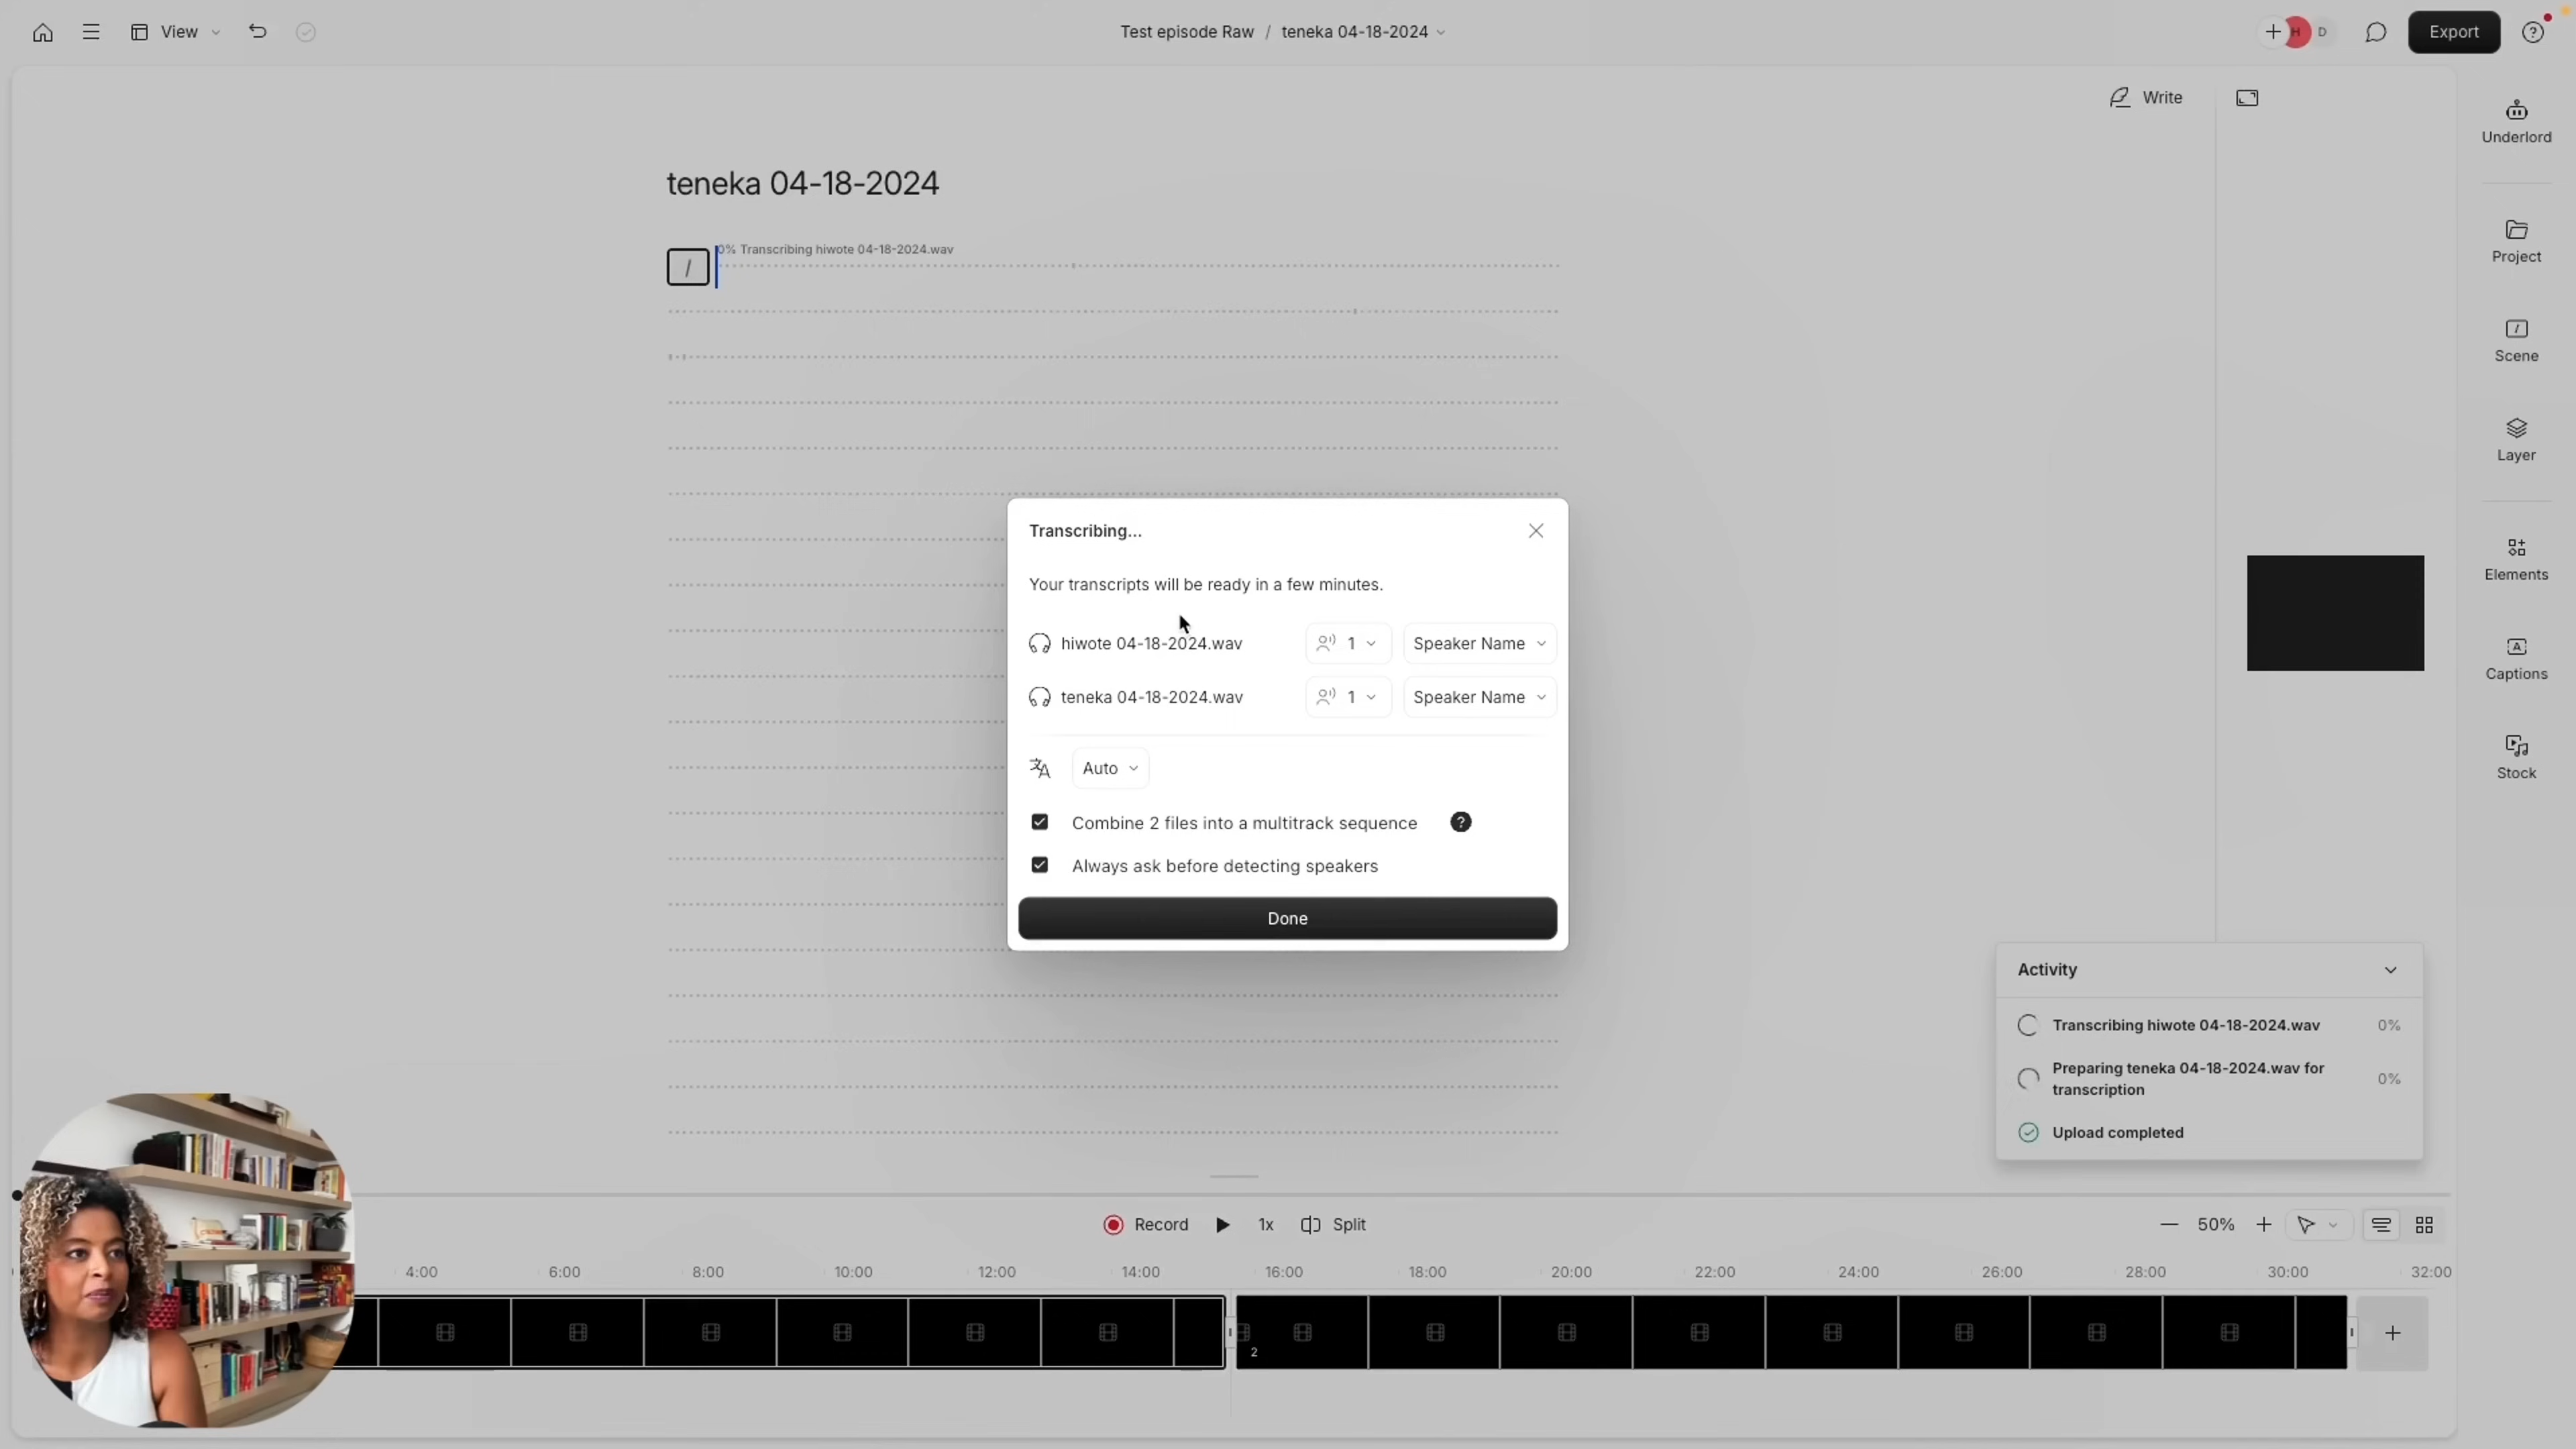 View
Test episode Raw / teneka 04-18-2024
H
D
Export
Write
Underlord
Project
Scene
Layer
Elements
Captions
Stock
teneka 04-18-2024
0% Transcribing hiwote 04-18-2024.wav
Transcribing...
Your transcripts will be ready in a few minutes.
hiwote 04-18-2024.wav 1 Speaker Name
teneka 04-18-2024.wav 1 Speaker Name
Auto
Combine 2 files into a multitrack sequence ?
Always ask before detecting speakers
Done
Activity
Transcribing hiwote 04-18-2024.wav 0%
Preparing teneka 04-18-2024.wav for 0%
transcription
Upload completed
Record 1x Split
50%
4:00 6:00 8:00 10:00 12:00 14:00 16:00 18:00 20:00 22:00 24:00 26:00 28:00 30:00 32:00
2